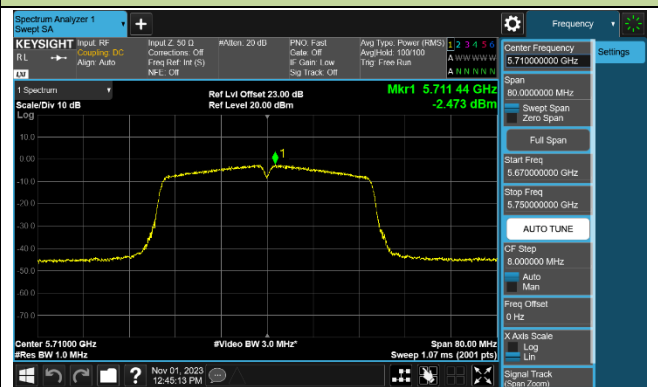 Spectrum Analyzer 1
Swept SA
+
Frequency
KEYSIGHT
Input: RF
Coupling: DC
Align: Auto
Input Z: 50 Ω
Corrections: Off
Freq Ref: Int (S)
NFE: Off
#Atten: 20 dB
PNO: Fast
Gate: Off
IF Gain: Low
Sig Track: Off
Avg Type: Power (RMS)
Avg|Hold: 100/100
Trig: Free Run
1 2 3 4 5 6
A W W W W W
A N N N N N
RL
LXI
1 Spectrum
Scale/Div 10 dB
Log
Ref Lvl Offset 23.00 dB
Ref Level 20.00 dBm
Mkr1 5.711 44 GHz
-2.473 dBm
1
10.0
0.00
-10.0
-20.0
-30.0
-40.0
-50.0
-60.0
-70.0
Center 5.71000 GHz
#Res BW 1.0 MHz
#Video BW 3.0 MHz*
Span 80.00 MHz
Sweep 1.07 ms (2001 pts)
Nov 01, 2023
12:45:13 PM
?
Center Frequency
5.710000000 GHz
Span
80.0000000 MHz
Swept Span
Zero Span
Full Span
Start Freq
5.670000000 GHz
Stop Freq
5.750000000 GHz
AUTO TUNE
CF Step
8.000000 MHz
Auto
Man
Freq Offset
0 Hz
X Axis Scale
Log
Lin
Signal Track
(Span Zoom)
Settings